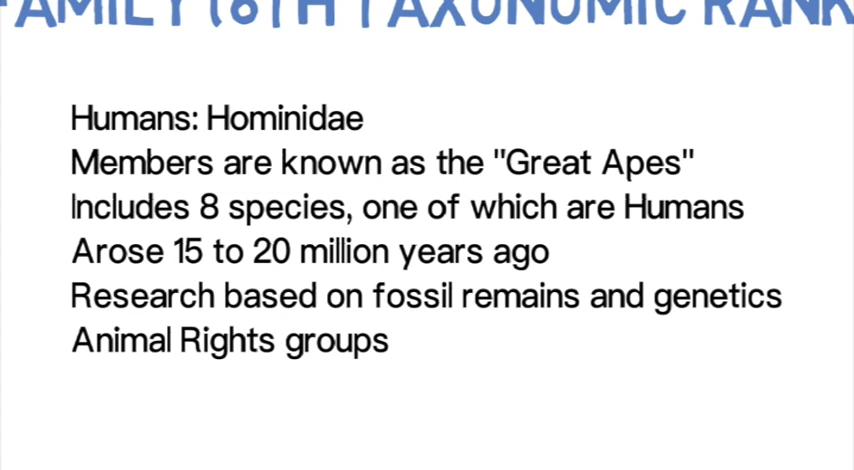 FAMILY (6TH TAXONOMIC RANK
Humans: Hominidae
Members are known as the "Great Apes"
Includes 8 species, one of which are Humans
Arose 15 to 20 million years ago
Research based on fossil remains and genetics
Animal Rights groups